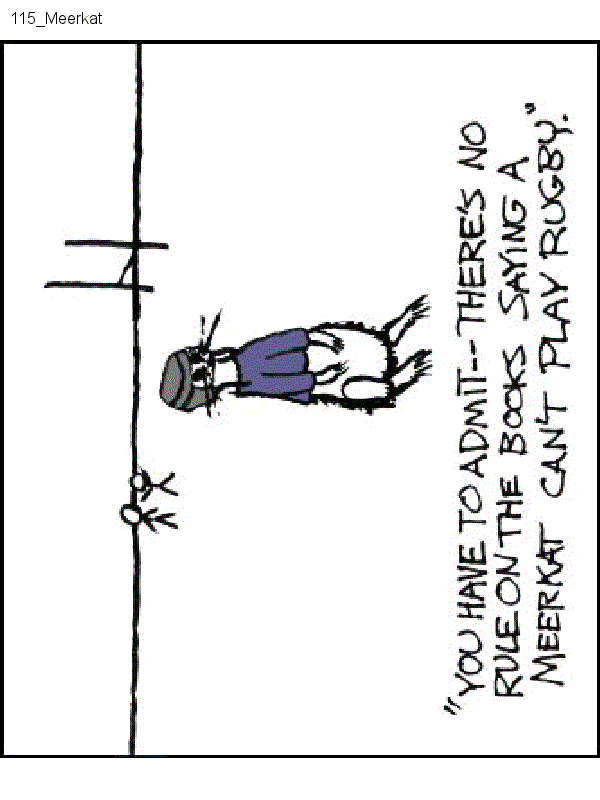 115_Meerkat
"YOU HAVE TO ADMIT--THERE'S NO
RULE ON THE BOOKS SAYING A
MEERKAT CAN'T PLAY RUGBY."